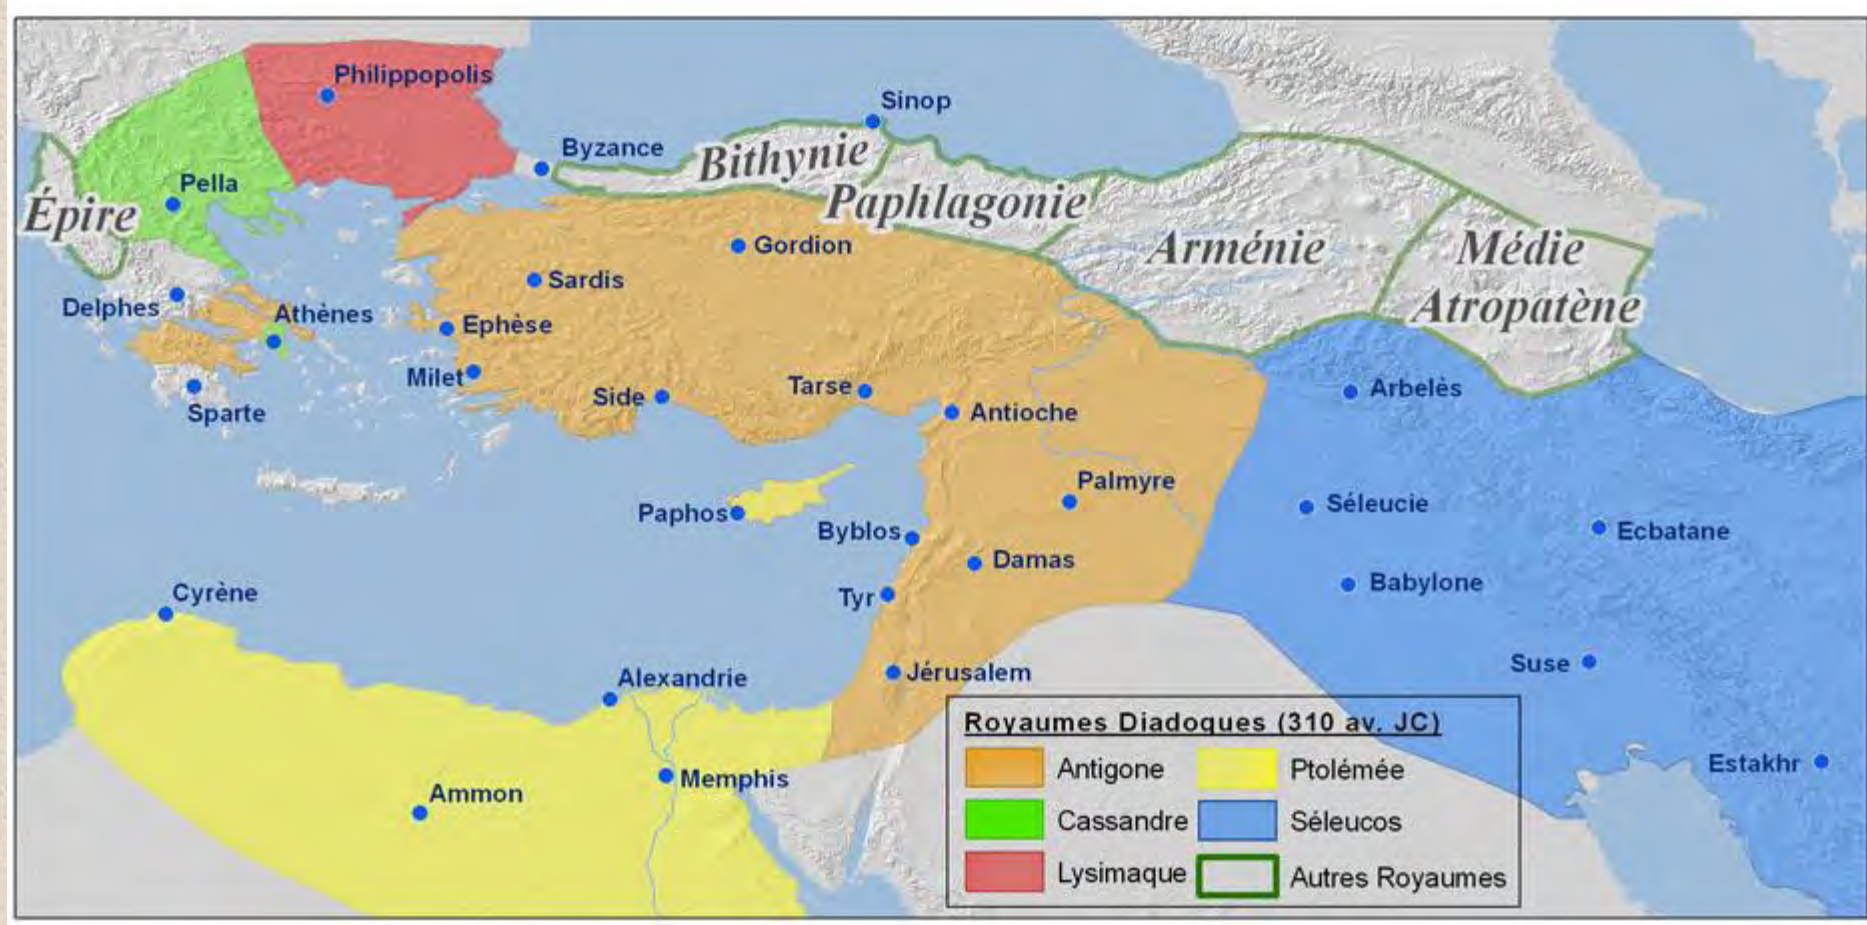 Philippopolis
Sinop
Byzance
Bithynie
Pella
Épire
Paphlagonie
Arménie
Médie
Atropatène
Gordion
Sardis
Delphes
Athènes
Ephèse
Milet
Side
Tarse
Antioche
Arbelès
Sparte
Palmyre
Paphos
Byblos
Séleucie
Ecbatane
Damas
Babylone
Cyrène
Tyr
Jérusalem
Suse
Alexandrie
Ammon
Memphis
Estakhr
Royaumes Diadoques (310 av. JC)
Antigone
Ptolémée
Cassandre
Séleucos
Lysimaque
Autres Royaumes